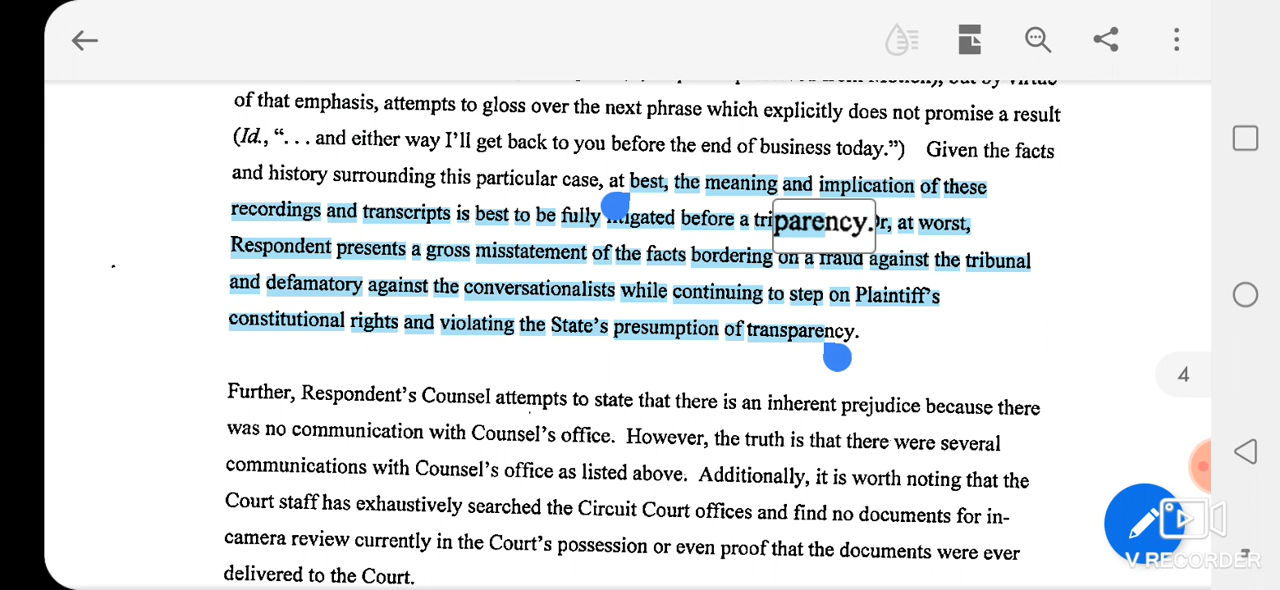 of that emphasis, attempts to gloss over the next phrase which explicitly does not promise a result
(Id., “. . . and either way I’ll get back to you before the end of business today.”) Given the facts
and history surrounding this particular case, at best, the meaning and implication of these
recordings and transcripts is best to be fully before a tri parency. r, at worst,
Respondent presents a gross misstatement of the facts bordering on a fraud against the tribunal
and defamatory against the conversationalists while continuing to step on Plaintiff’s
constitutional rights and violating the State’s presumption of transparency.
4
Further, Respondent’s Counsel attempts to state that there is an inherent prejudice because there
was no communication with Counsel’s office. However, the truth is that there were several
communications with Counsel’s office as listed above. Additionally, it is worth noting that the
Court staff has exhaustively searched the Circuit Court offices and find no documents for in-
camera review currently in the Court’s possession or even proof that the documents were ever
delivered to the Court.
V RECORDER